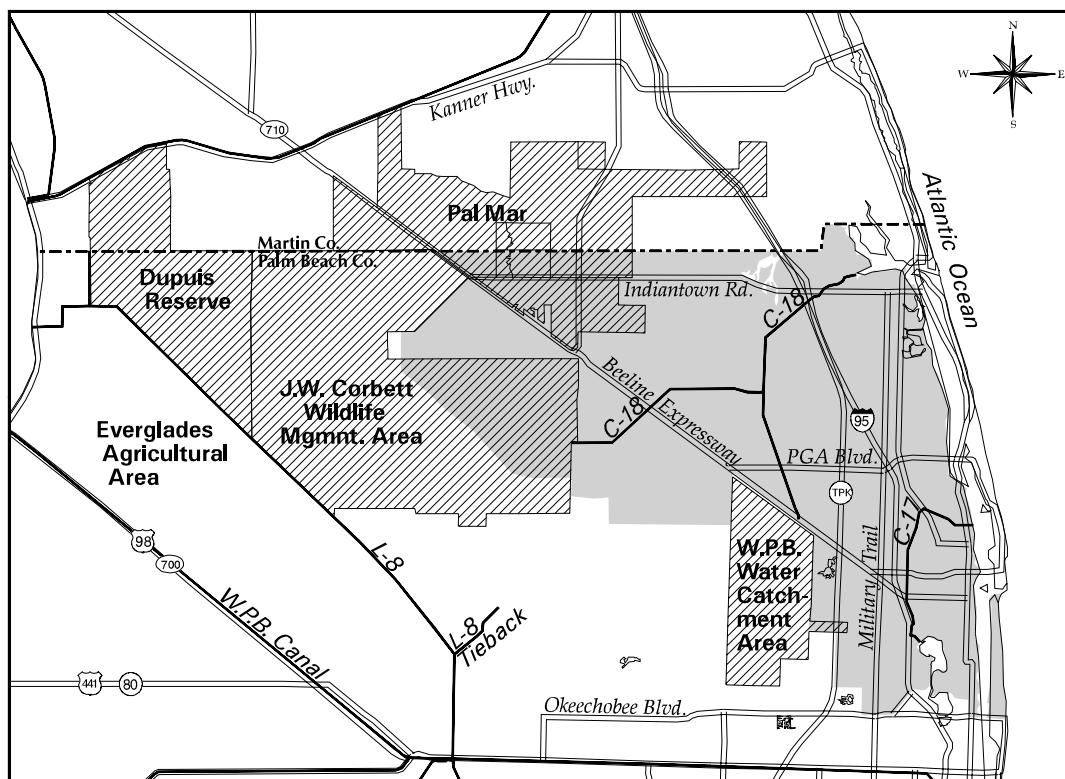 N
W
E
S
Kanner Hwy.
710
Atlantic Ocean
Pal Mar
Martin Co.
Palm Beach Co.
Dupuis
Reserve
Indiantown Rd.
C-18
J.W. Corbett
Wildlife
Mgmnt. Area
Beeline Expressway
C-18
95
Everglades
Agricultural
Area
PGA Blvd.
TPK
C-17
98
700
L-8
W.P.B.
Water
Catch-
ment
Area
Military Trail
W.P.B. Canal
L-8
Tieback
441
80
Okeechobee Blvd.